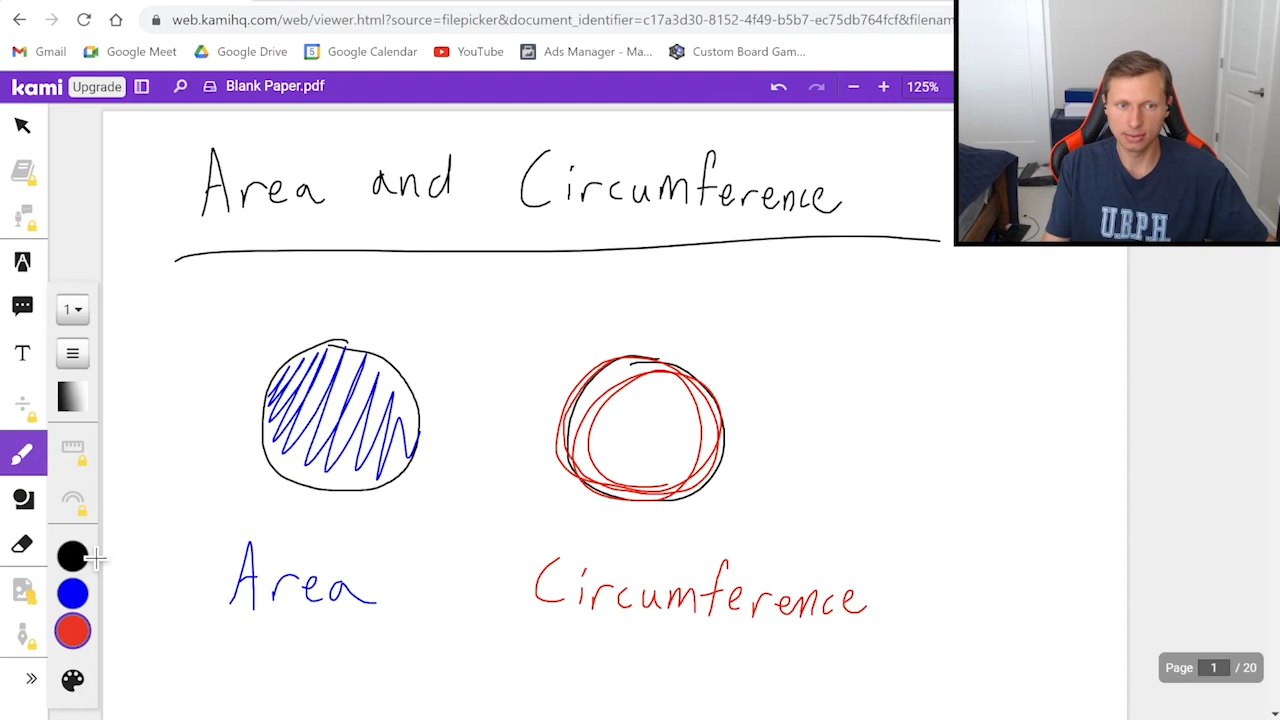 web.kamihq.com/web/viewer.html?source=filepicker&document_identifier=c17a3d30-8152-4f49-b5b7-ec75db764fcf&filenam
Gmail Google Meet Google Drive 5 Google Calendar YouTube Ads Manager - Ma... Custom Board Gam...
kami Upgrade Blank Paper.pdf 125%
Area and Circumference
U.B.P.H.
1
Area Circumference
Page 1 / 20